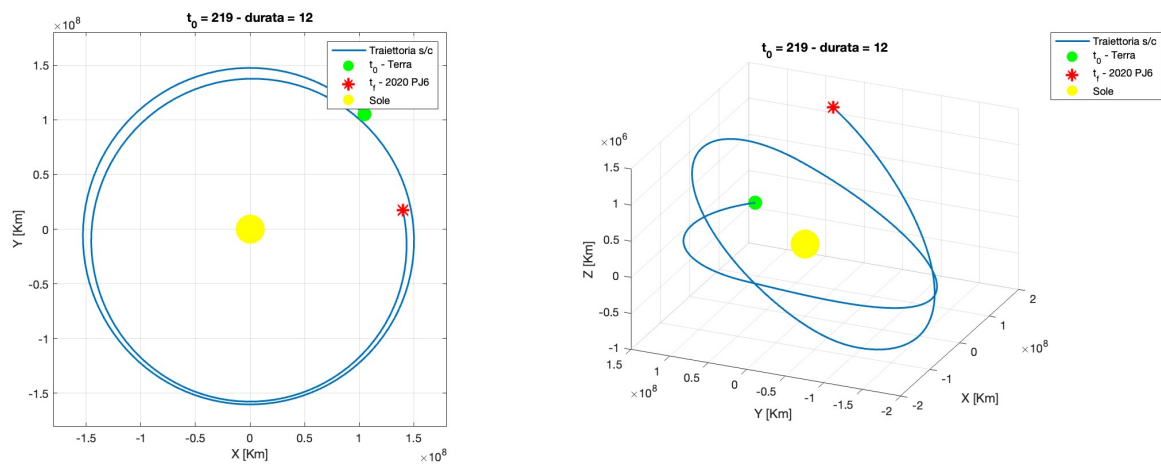 t0 = 219 - durata = 12
×10^8
Traiettoria s/c
t0 - Terra
tf - 2020 PJ6
Sole
1.5
1
0.5
0
-0.5
-1
-1.5
Y [Km]
-1.5 -1 -0.5 0 0.5 1 1.5
X [Km]
×10^8
t0 = 219 - durata = 12
Traiettoria s/c
t0 - Terra
tf - 2020 PJ6
Sole
×10^6
1.5
1
0.5
0
-0.5
-1
Z [Km]
1.5 1 0.5 0 -0.5 -1 -1.5 -2
×10^8
Y [Km]
-2 -1 0 1 2
×10^8
X [Km]